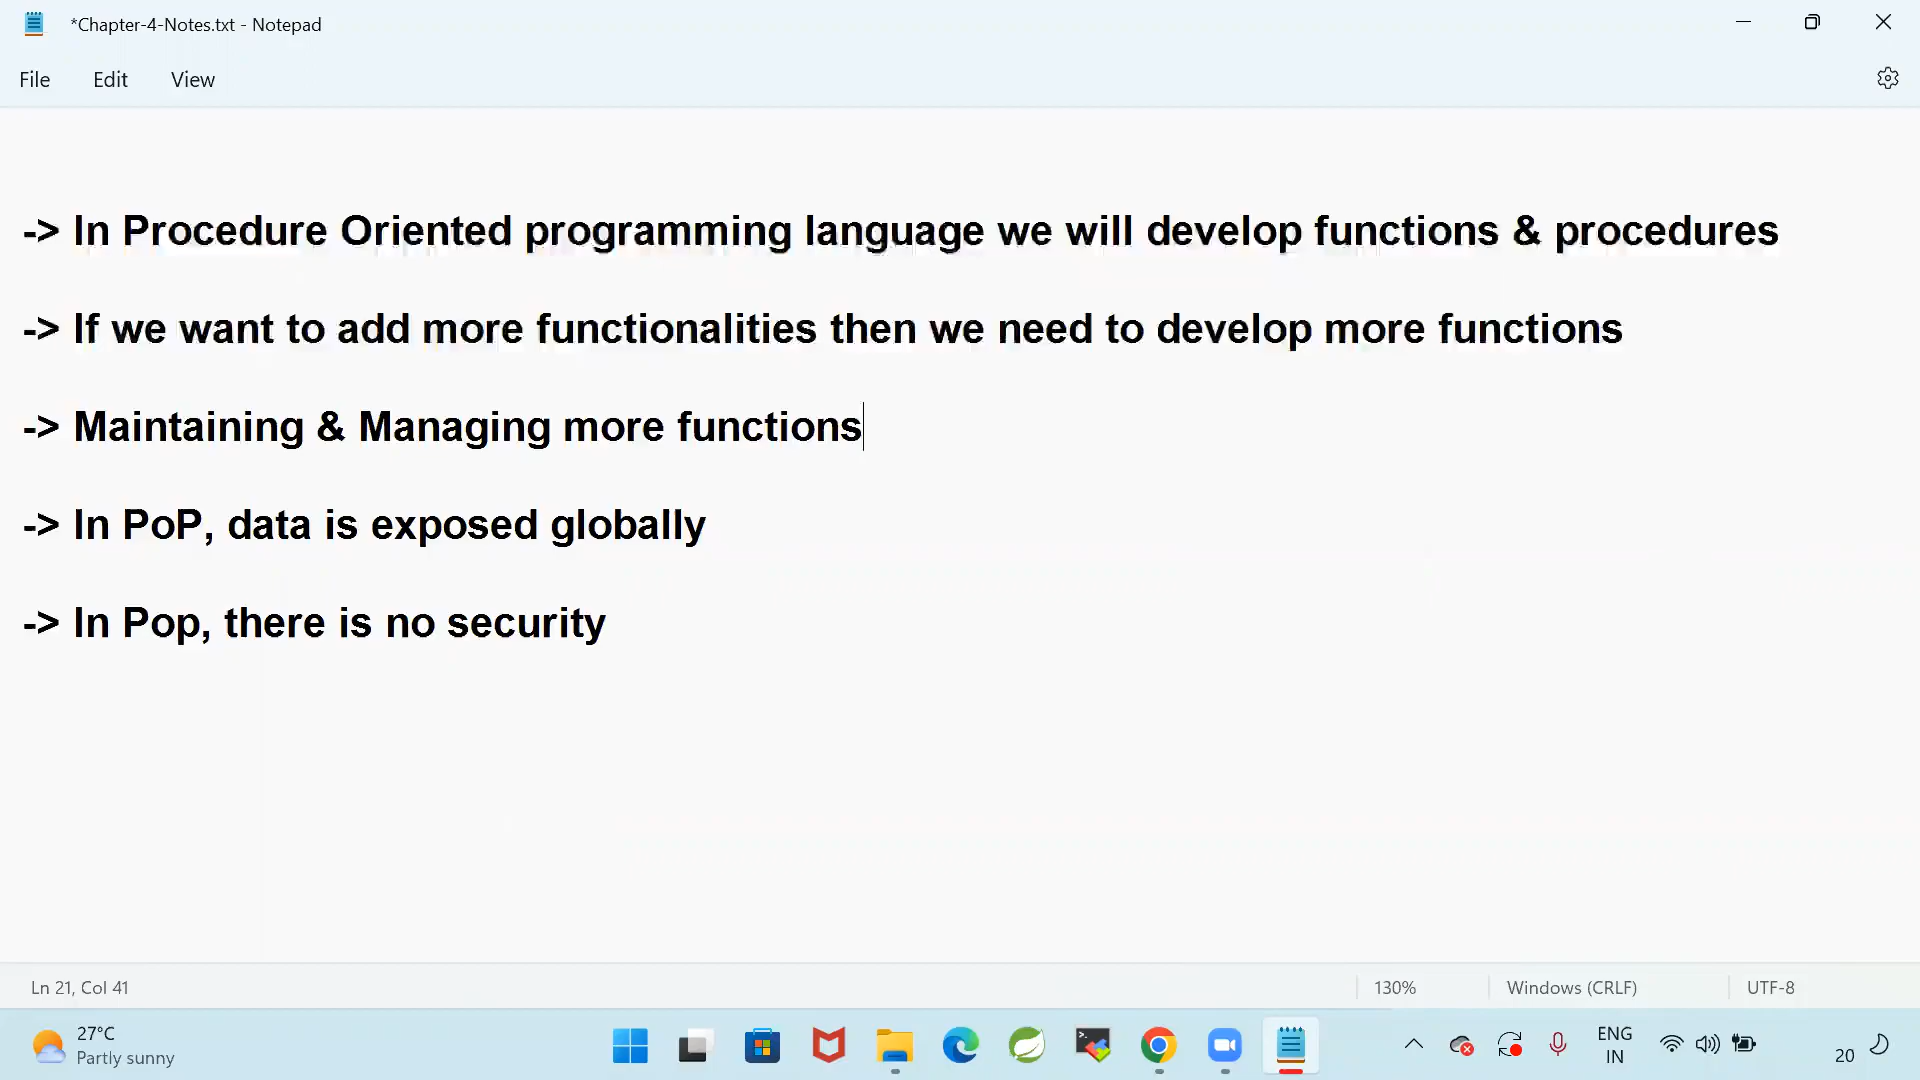 *Chapter-4-Notes.txt - Notepad
File Edit View
-> In Procedure Oriented programming language we will develop functions & procedures
-> If we want to add more functionalities then we need to develop more functions
-> Maintaining & Managing more functions
-> In PoP, data is exposed globally
-> In Pop, there is no security
Ln 21, Col 41 130% Windows (CRLF) UTF-8
27°C
Partly sunny
ENG
IN
20